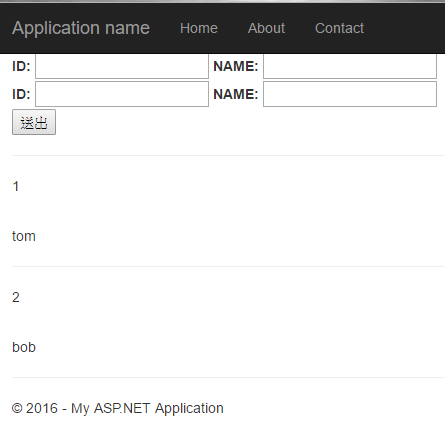 Application name Home About Contact
ID: NAME:
ID: NAME:
送出
1
tom
2
bob
© 2016 - My ASP.NET Application